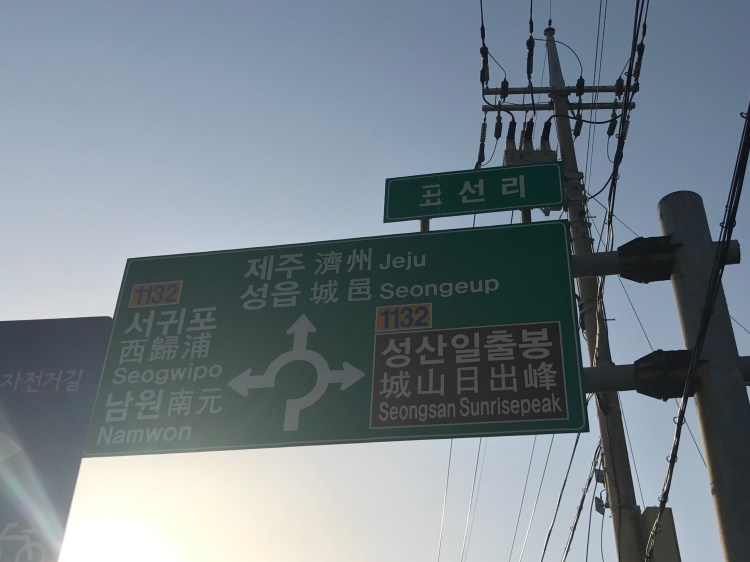 표선리
제주 濟州 Jeju
성읍 城邑 Seongeup
1132
서귀포
西歸浦
Seogwipo
남원 南元
Namwon
1132
성산일출봉
城山日出峰
Seongsan Sunrisepeak
자전거길